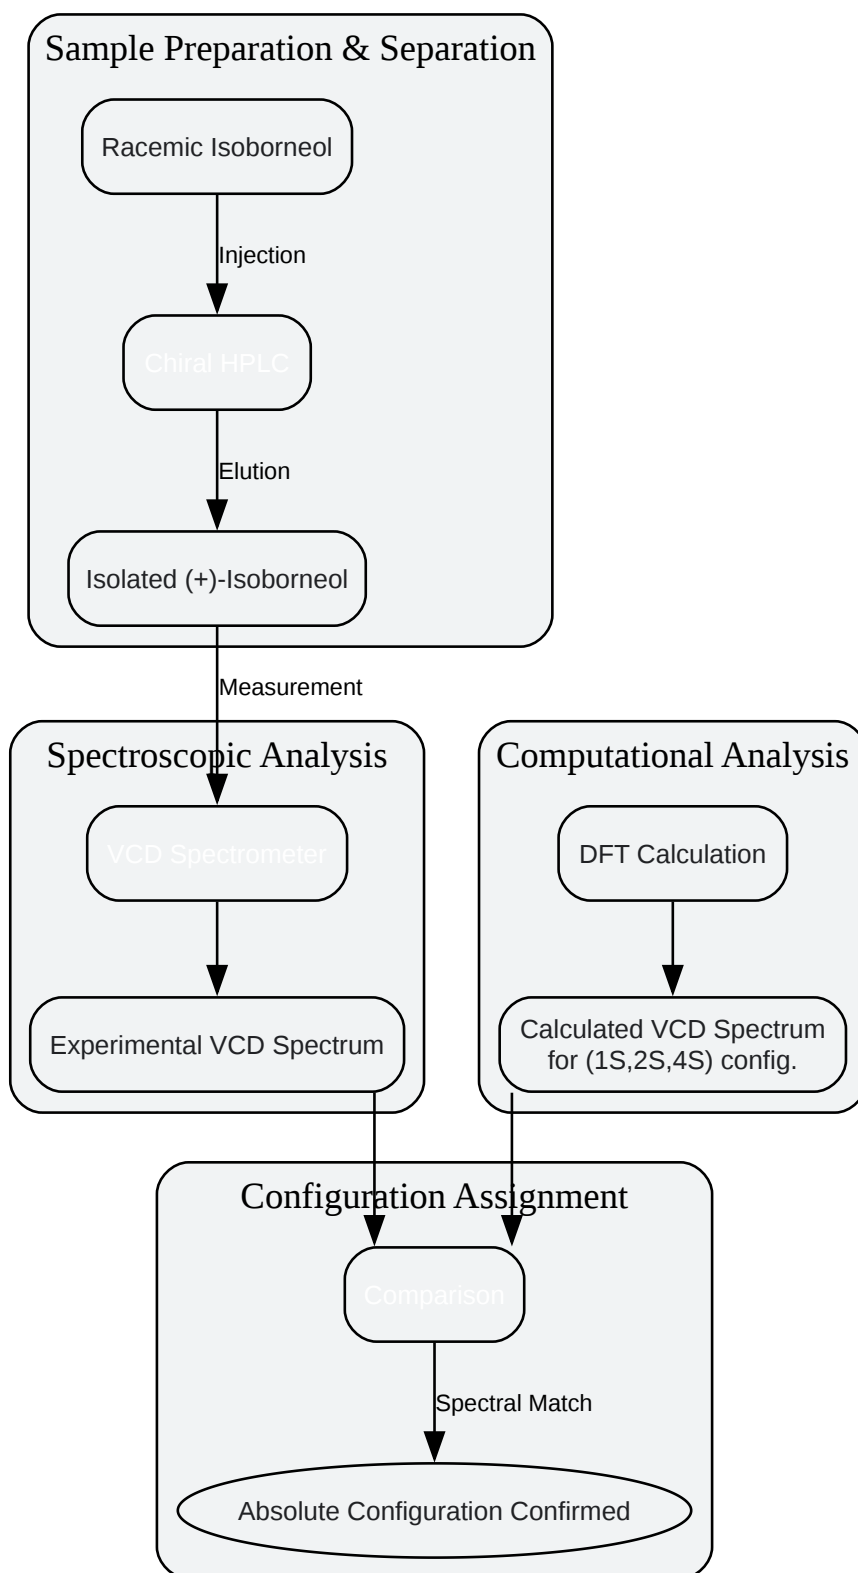 Sample Preparation & Separation
Racemic Isoborneol
Injection
Chiral HPLC
Elution
Isolated (+)-Isoborneol
Measurement
Spectroscopic Analysis
VCD Spectrometer
Experimental VCD Spectrum
Computational Analysis
DFT Calculation
Calculated VCD Spectrum
for (1S,2S,4S) config.
Configuration Assignment
Comparison
Spectral Match
Absolute Configuration Confirmed